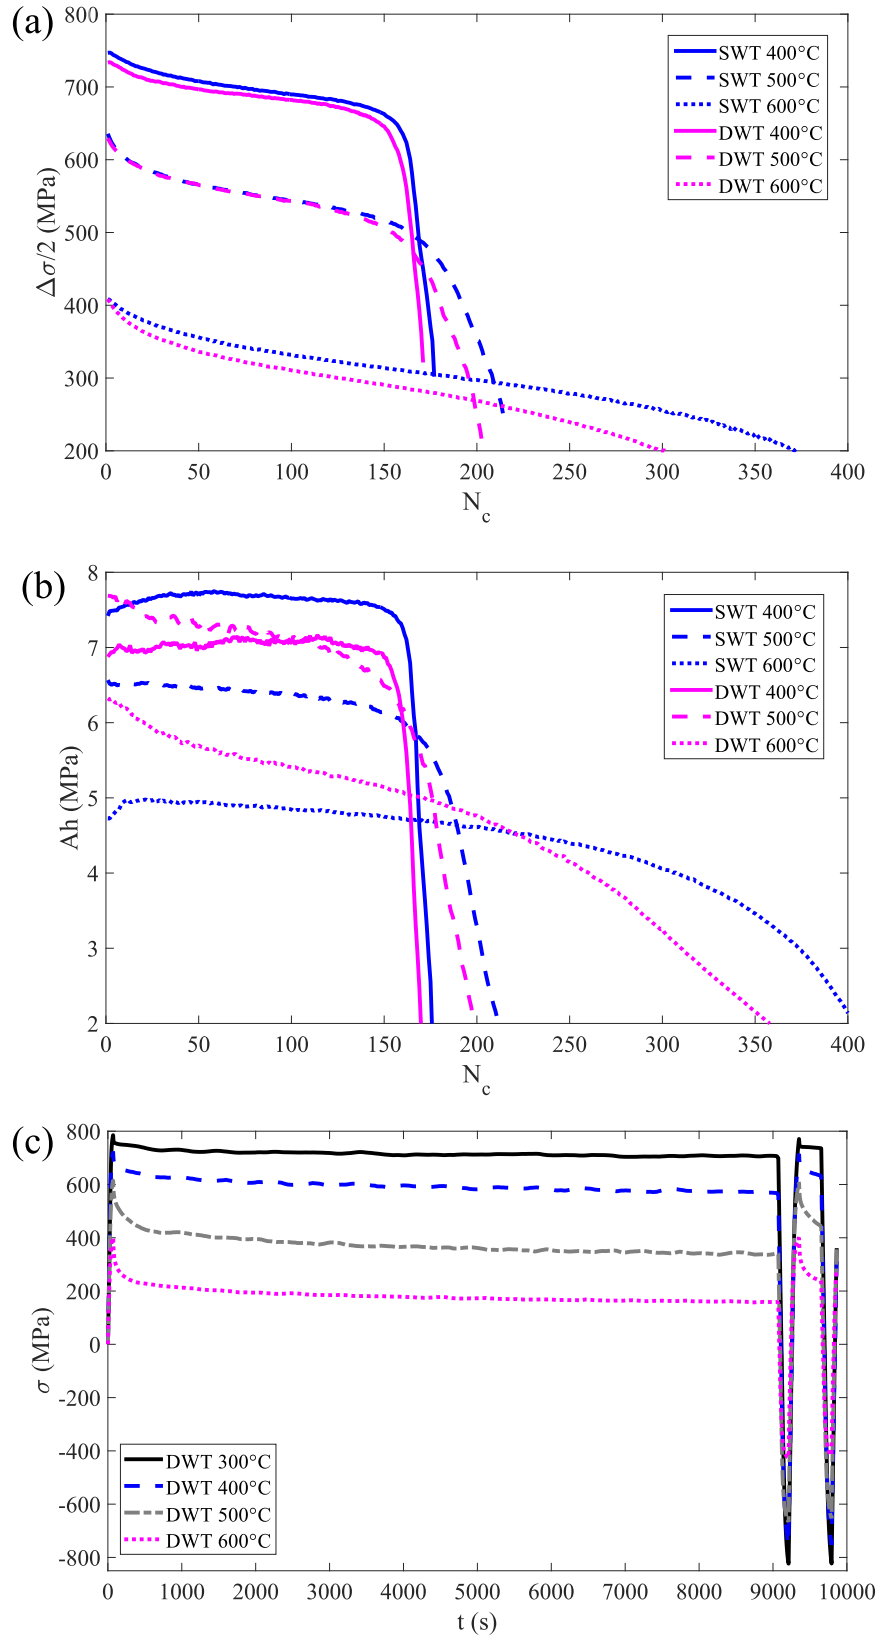 (a)
800
700
600
500
400
300
200
Δσ/2 (MPa)
0 50 100 150 200 250 300 350 400
N_c
SWT 400°C
SWT 500°C
SWT 600°C
DWT 400°C
DWT 500°C
DWT 600°C
(b)
8
7
6
5
4
3
2
Ah (MPa)
0 50 100 150 200 250 300 350 400
N_c
SWT 400°C
SWT 500°C
SWT 600°C
DWT 400°C
DWT 500°C
DWT 600°C
(c)
800
600
400
200
0
-200
-400
-600
-800
σ (MPa)
DWT 300°C
DWT 400°C
DWT 500°C
DWT 600°C
0 1000 2000 3000 4000 5000 6000 7000 8000 9000 10000
t (s)